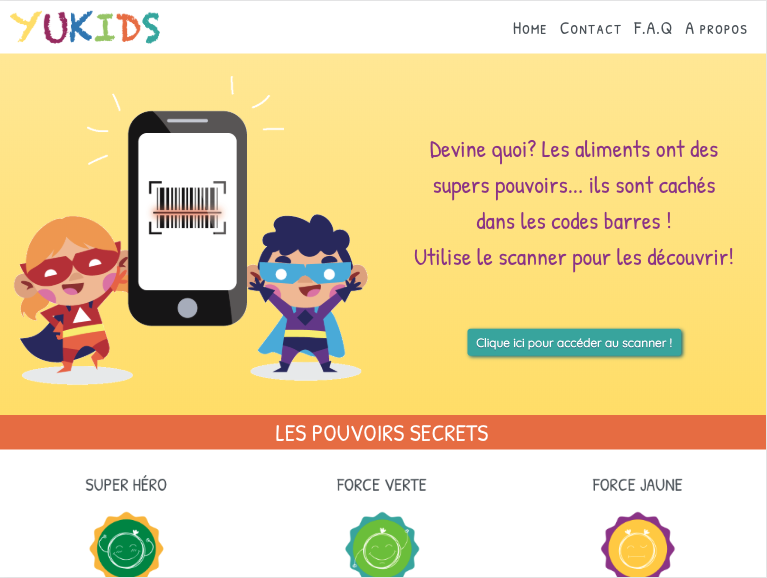 YUKIDS
Home Contact F.A.Q A propos
Devine quoi? Les aliments ont des
supers pouvoirs... ils sont cachés
dans les codes barres !
Utilise le scanner pour les découvrir!
Clique ici pour accéder au scanner !
LES POUVOIRS SECRETS
SUPER HÉRO FORCE VERTE FORCE JAUNE